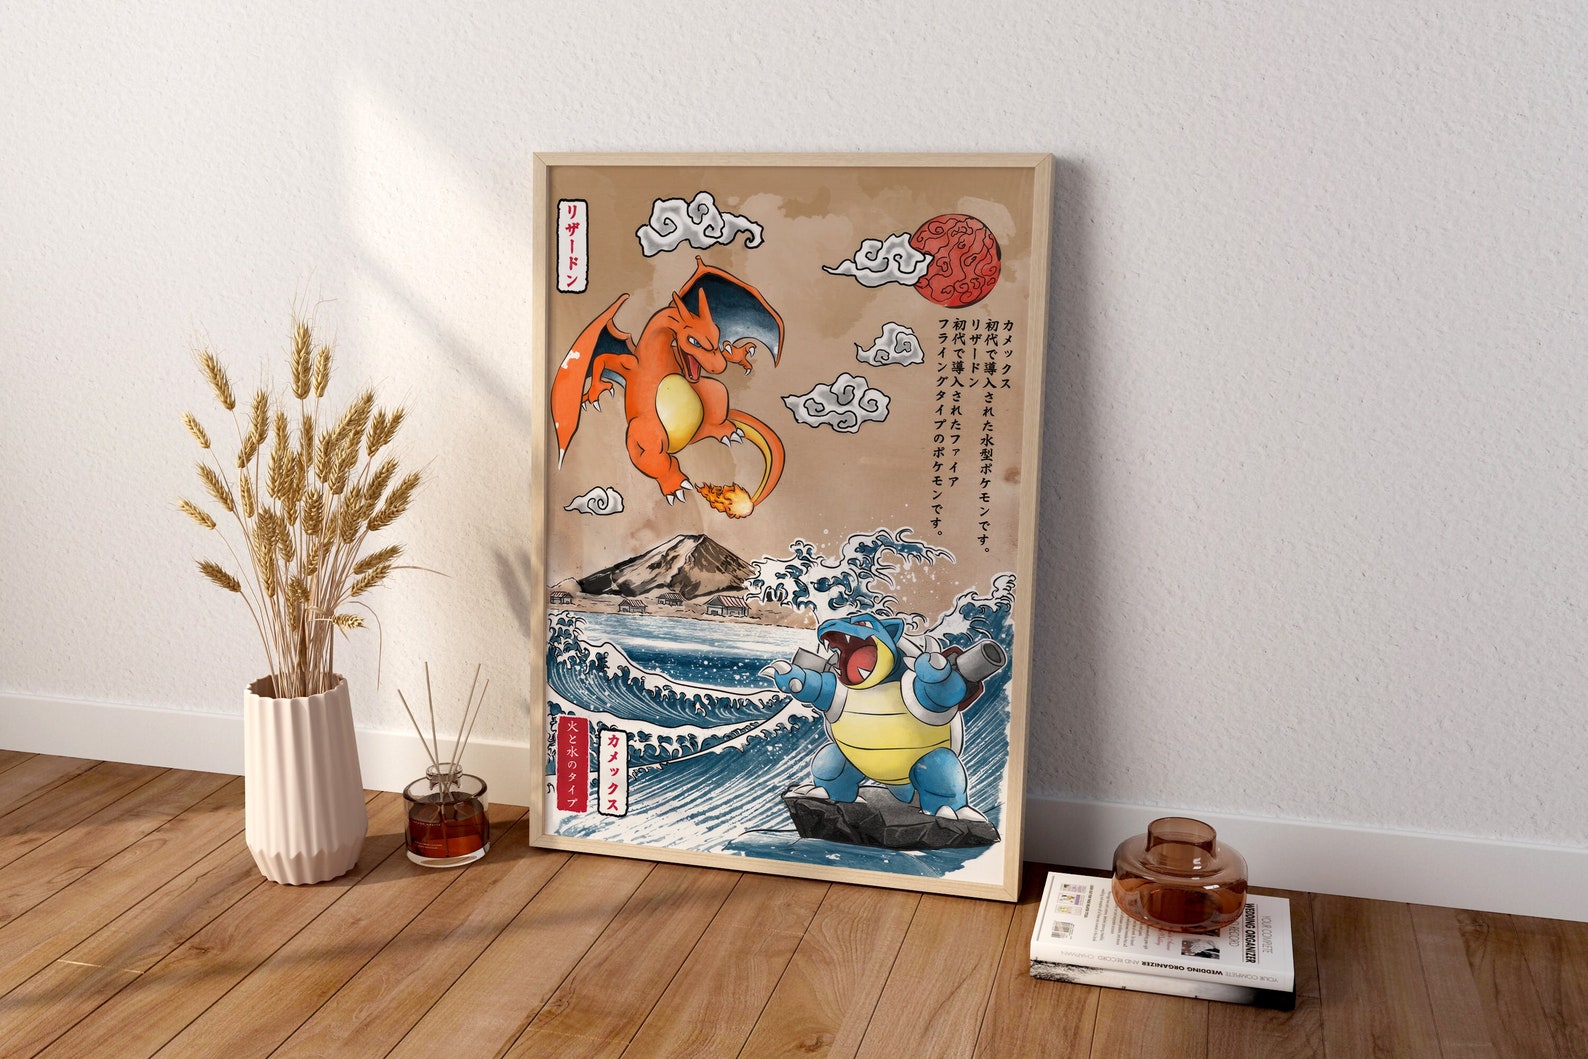 リザードン
カメックス
初代で導入された水型ポケモンです。
リザードン
初代で導入されたファイア
フライングタイプのポケモンです。
火と水のタイプ
カメックス
WEDDING ORGANIZER
YOUR COMPLETE
WEDDING ORGANIZER AND RECORD